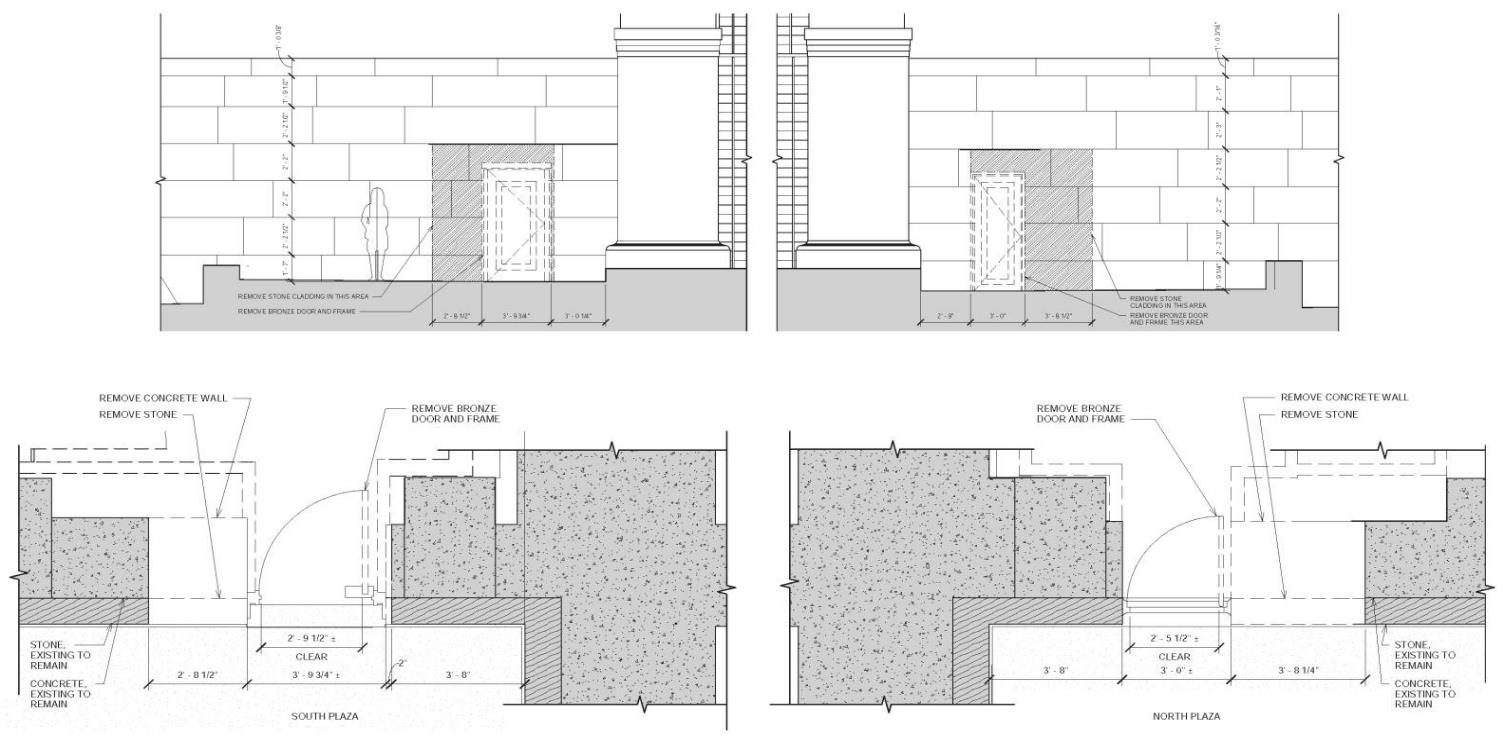 1' - 0 3/8"
1' - 9 1/2"
2' - 2 1/2"
2' - 2"
2' - 2"
2' - 2 1/2"
1' - 7"
REMOVE STONE CLADDING IN THIS AREA
REMOVE BRONZE DOOR AND FRAME
2' - 8 1/2"
3' - 9 3/4"
3' - 0 1/4"
1' - 0 3/16"
2' - 1"
2' - 3"
2' - 2 1/2"
2' - 2"
2' - 2 1/2"
REMOVE STONE
CLADDING IN THIS AREA
REMOVE BRONZE DOOR
AND FRAME THIS AREA
2' - 9"
3' - 0"
3' - 8 1/2"
REMOVE CONCRETE WALL
REMOVE STONE
REMOVE BRONZE
DOOR AND FRAME
STONE,
EXISTING TO
REMAIN
CONCRETE,
EXISTING TO
REMAIN
2' - 9 1/2" ±
CLEAR
2' - 8 1/2"
3' - 9 3/4" ±
2"
3' - 8"
SOUTH PLAZA
REMOVE BRONZE
DOOR AND FRAME
REMOVE CONCRETE WALL
REMOVE STONE
2' - 5 1/2" ±
CLEAR
3' - 8"
3' - 0" ±
3' - 8 1/4"
STONE,
EXISTING TO
REMAIN
CONCRETE,
EXISTING TO
REMAIN
NORTH PLAZA